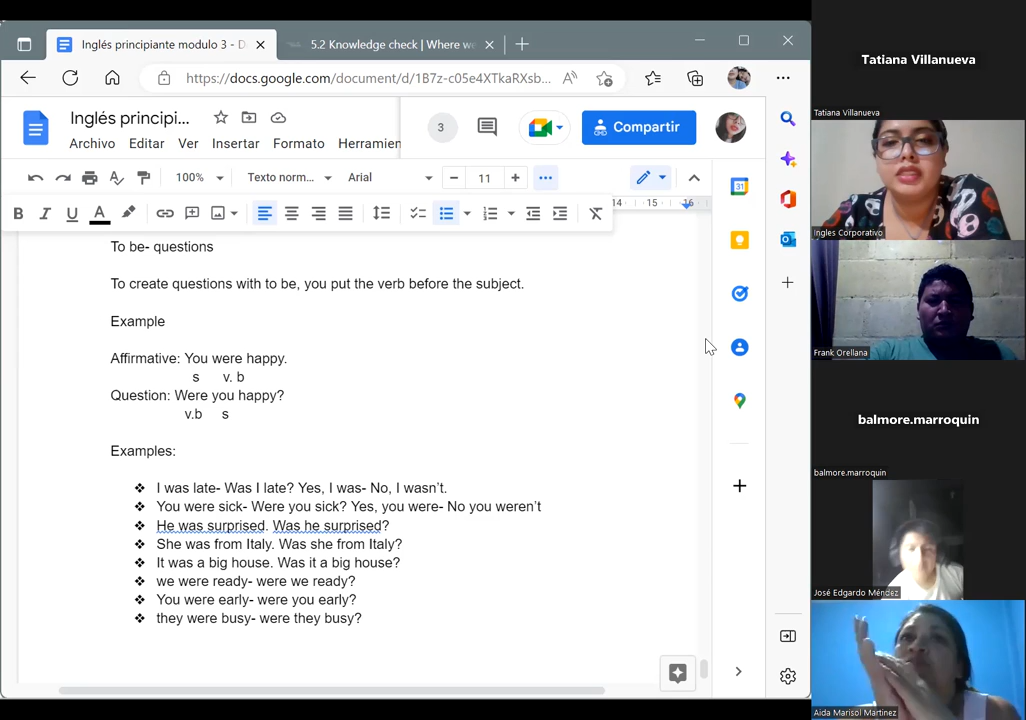 Inglés principiante modulo 3 - D
5.2 Knowledge check | Where we
https://docs.google.com/document/d/1B7z-c05e4XTkaRXsb...
Inglés principi...
3
Compartir
Archivo Editar Ver Insertar Formato Herramien
100% Texto norm... Arial 11
14 15 16
To be- questions
To create questions with to be, you put the verb before the subject.
Example
Affirmative: You were happy.
s v. b
Question: Were you happy?
v.b s
Examples:
❖ I was late- Was I late? Yes, I was- No, I wasn't.
❖ You were sick- Were you sick? Yes, you were- No you weren't
❖ He was surprised. Was he surprised?
❖ She was from Italy. Was she from Italy?
❖ It was a big house. Was it a big house?
❖ we were ready- were we ready?
❖ You were early- were you early?
❖ they were busy- were they busy?
Tatiana Villanueva
Tatiana Villanueva
Ingles Corporativo
Frank Orellana
balmore.marroquin
balmore.marroquin
José Edgardo Méndez
Aida Marisol Martinez